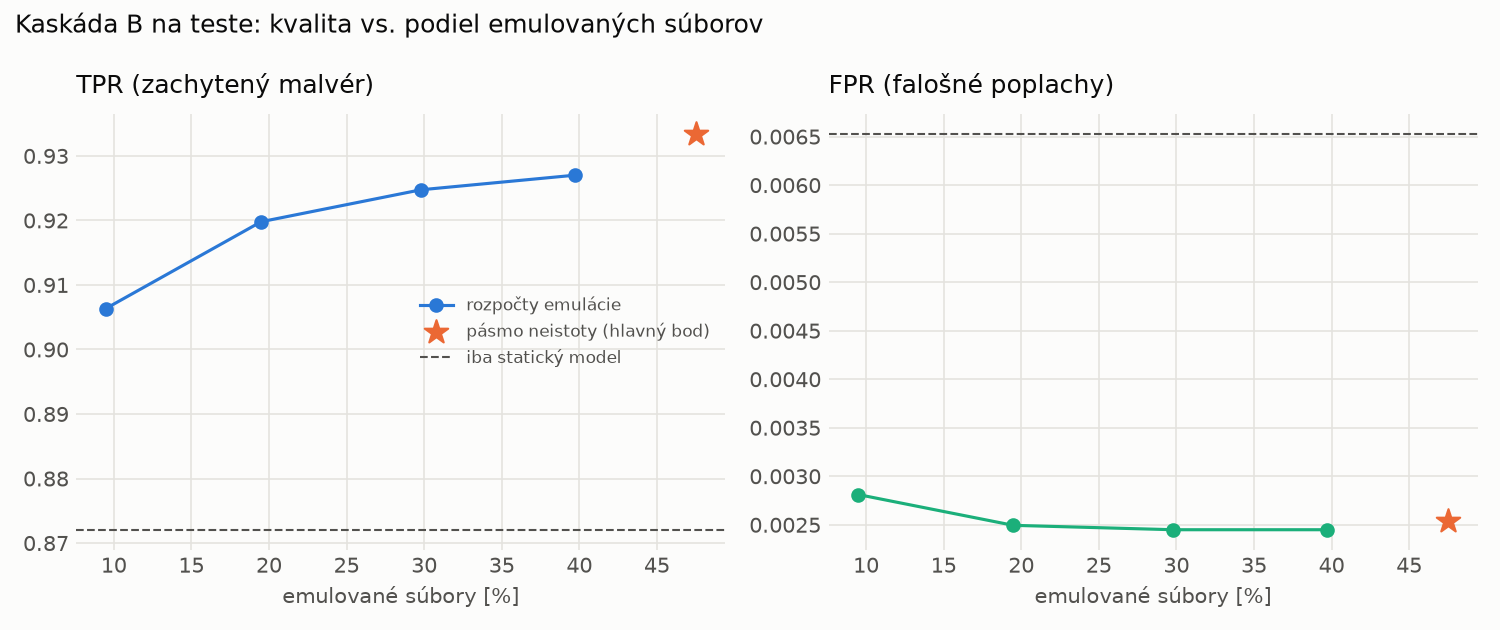 Kaskáda B na teste: kvalita vs. podiel emulovaných súborov
TPR (zachytený malvér)
0.93
0.92
0.91
0.90
0.89
0.88
0.87
10 15 20 25 30 35 40 45
emulované súbory [%]
rozpočty emulácie
pásmo neistoty (hlavný bod)
iba statický model
FPR (falošné poplachy)
0.0065
0.0060
0.0055
0.0050
0.0045
0.0040
0.0035
0.0030
0.0025
10 15 20 25 30 35 40 45
emulované súbory [%]